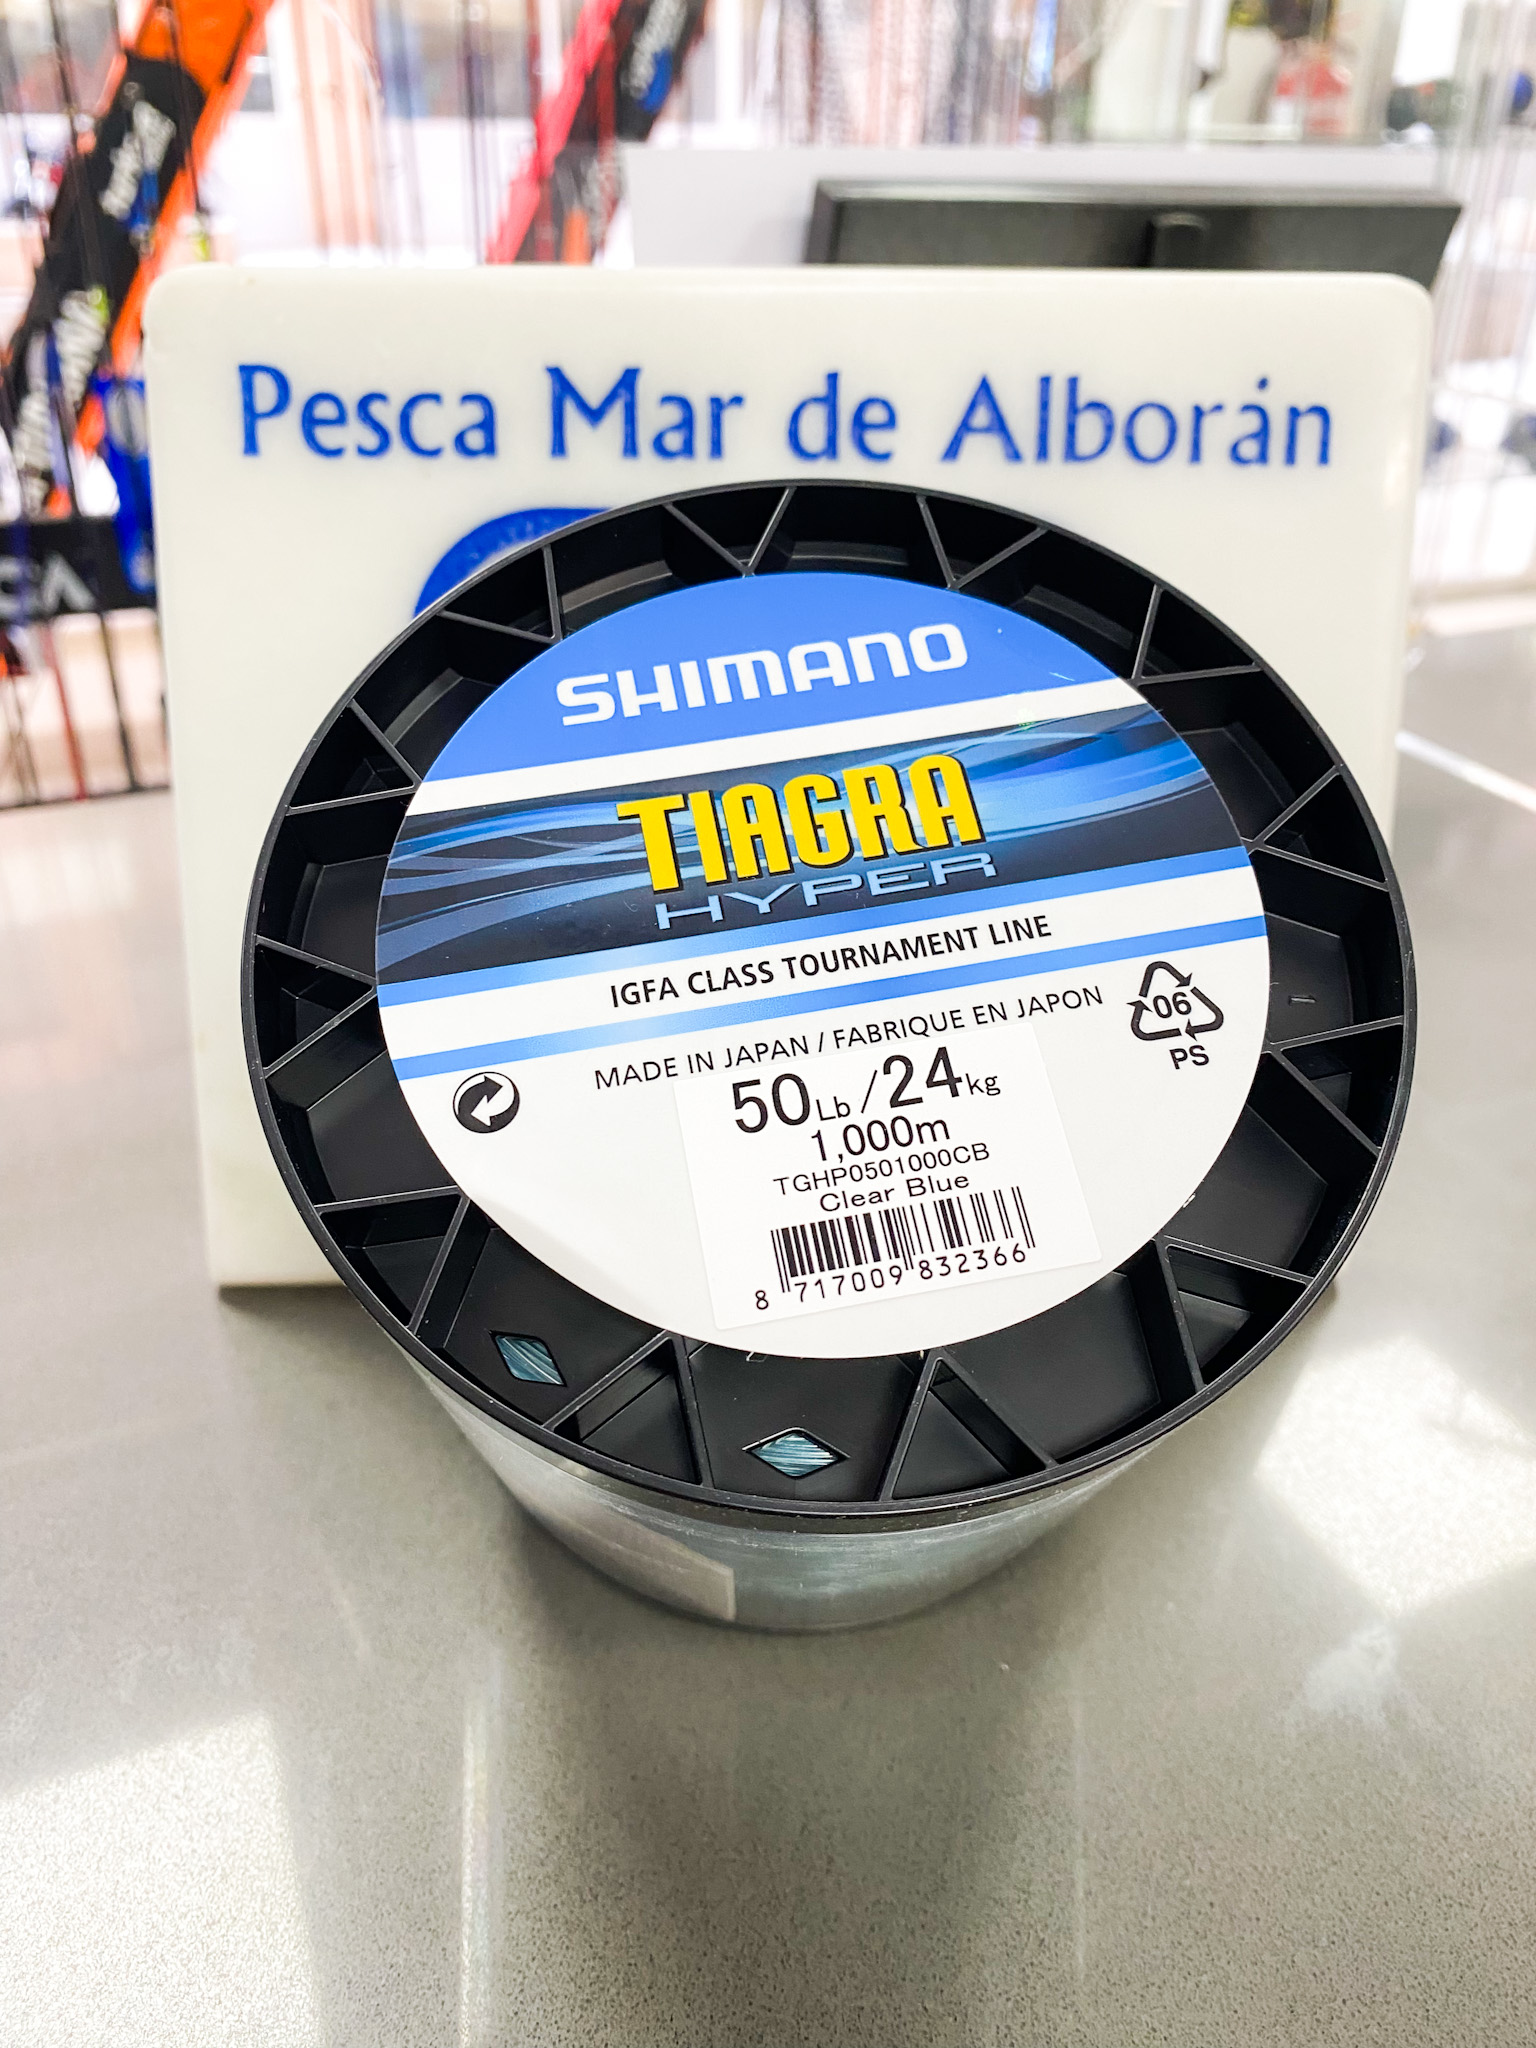 Pesca Mar de Alborán
SHIMANO
TIAGRA
HYPER
IGFA CLASS TOURNAMENT LINE
MADE IN JAPAN / FABRIQUE EN JAPON
06
PS
50Lb/24kg
1,000m
TGHP0501000CB
Clear Blue
8 717009 832366